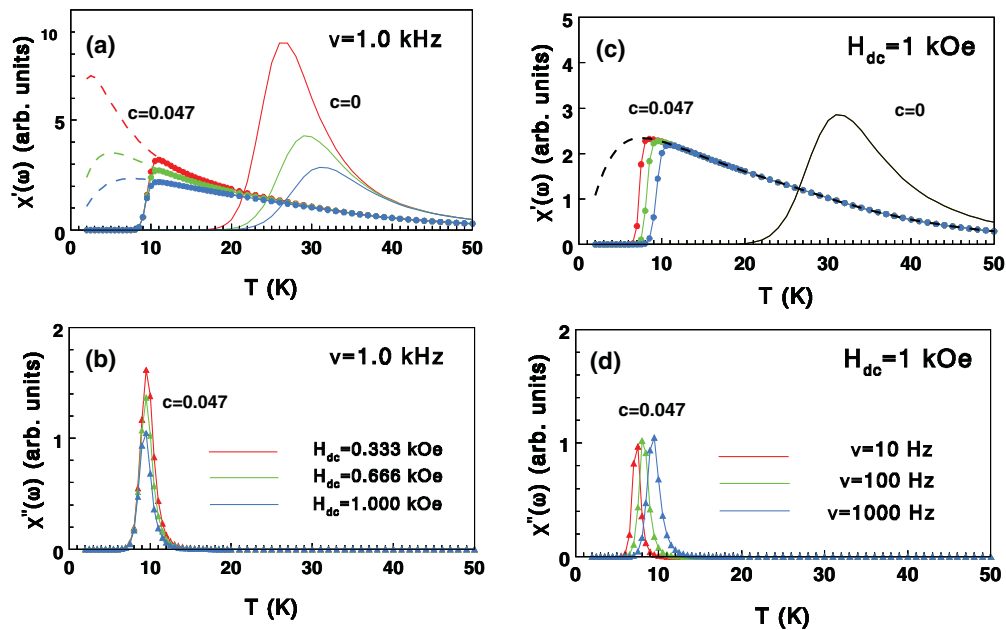 (a)
ν=1.0 kHz
χ'(ω) (arb. units)
10
5
0
c=0.047
c=0
0 10 20 30 40 50
T (K)
(c)
H_dc=1 kOe
χ'(ω) (arb. units)
5
4
3
2
1
0
c=0.047
c=0
0 10 20 30 40 50
T (K)
(b)
ν=1.0 kHz
χ"(ω) (arb. units)
2
1
0
c=0.047
H_dc=0.333 kOe
H_dc=0.666 kOe
H_dc=1.000 kOe
0 10 20 30 40 50
T (K)
(d)
H_dc=1 kOe
χ"(ω) (arb. units)
2
1
0
c=0.047
ν=10 Hz
ν=100 Hz
ν=1000 Hz
0 10 20 30 40 50
T (K)